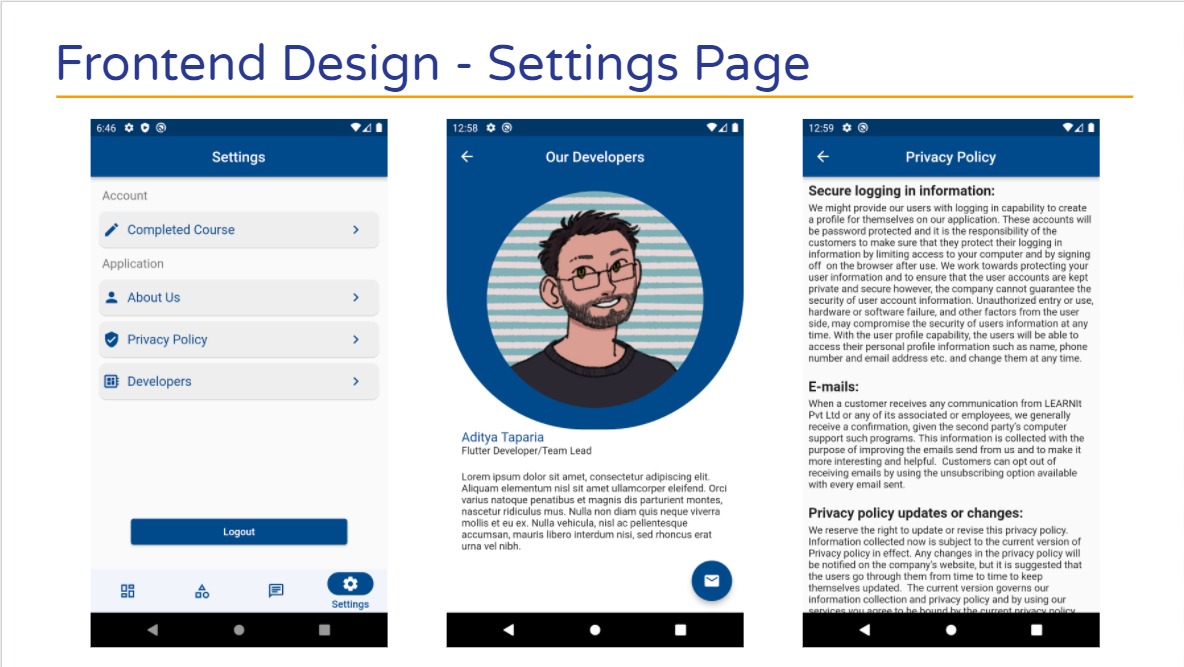 Frontend Design - Settings Page
6:46
Settings
Account
Completed Course
Application
About Us
Privacy Policy
Developers
Logout
Settings
12:58
Our Developers
Aditya Taparia
Flutter Developer/Team Lead
Lorem ipsum dolor sit amet, consectetur adipiscing elit.
Aliquam elementum nisl sit amet ullamcorper eleifend. Orci
varius natoque penatibus et magnis dis parturient montes,
nascetur ridiculus mus. Nulla non diam quis neque viverra
mollis et eu ex. Nulla vehicula, nisl ac pellentesque
accumsan, mauris libero interdum nisi, sed rhoncus erat
urna vel nibh.
12:59
Privacy Policy
Secure logging in information:
We might provide our users with logging in capability to create
a profile for themselves on our application. These accounts will
be password protected and it is the responsibility of the
customers to make sure that they protect their logging in
information by limiting access to your computer and by signing
off  on the browser after use. We work towards protecting your
user information and to ensure that the user accounts are kept
private and secure however, the company cannot guarantee the
security of user account information. Unauthorized entry or use,
hardware or software failure, and other factors from the user
side, may compromise the security of users information at any
time. With the user profile capability, the users will be able to
access their personal profile information such as name, phone
number and email address etc. and change them at any time.
E-mails:
When a customer receives any communication from LEARNIt
Pvt Ltd or any of its associated or employees, we generally
receive a confirmation, given the second party's computer
support such programs. This information is collected with the
purpose of improving the emails send from us and to make it
more interesting and helpful.  Customers can opt out of
receiving emails by using the unsubscribing option available
with every email sent.
Privacy policy updates or changes:
We reserve the right to update or revise this privacy policy.
Information collected now is subject to the current version of
Privacy policy in effect. Any changes in the privacy policy will
be notified on the company's website, but it is suggested that
the users go through them from time to time to keep
themselves updated.  The current version governs our
information collection and privacy policy and by using our
services you agree to be bound by the current privacy policy